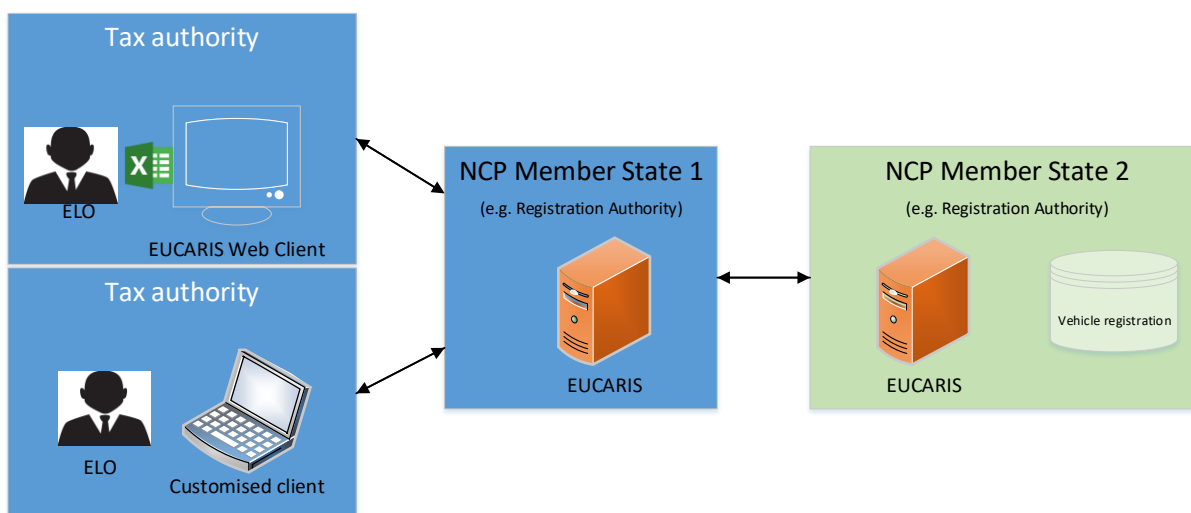 Tax authority
ELO
X
EUCARIS Web Client
Tax authority
ELO
Customised client
NCP Member State 1
(e.g. Registration Authority)
EUCARIS
NCP Member State 2
(e.g. Registration Authority)
EUCARIS
Vehicle registration